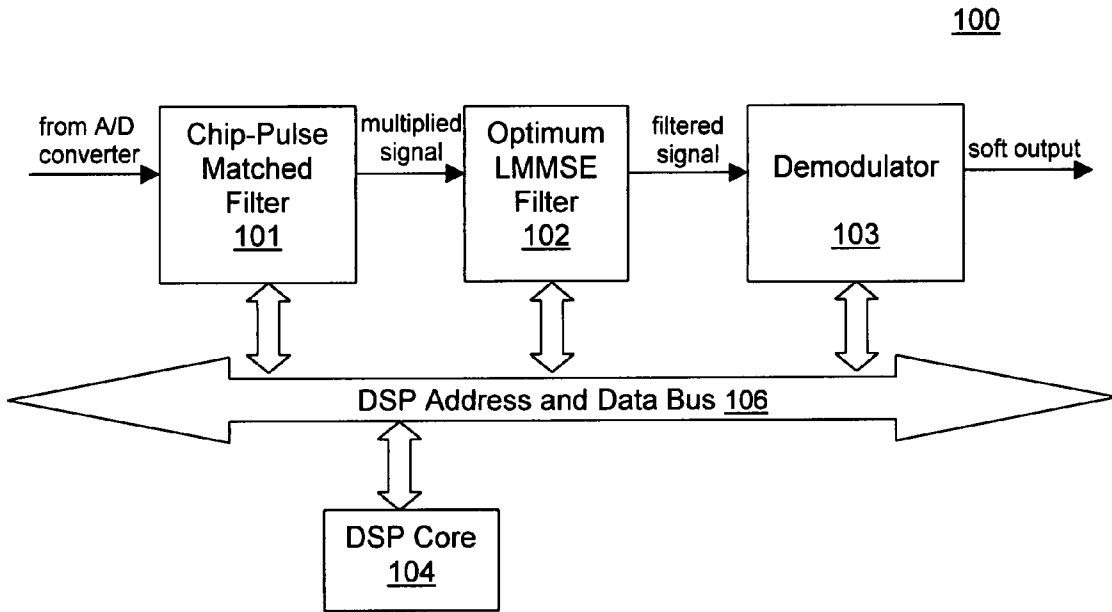 100
from A/D
converter
Chip-Pulse
Matched
Filter
101
multiplied
signal
Optimum
LMMSE
Filter
102
filtered
signal
Demodulator
103
soft output
DSP Address and Data Bus 106
DSP Core
104